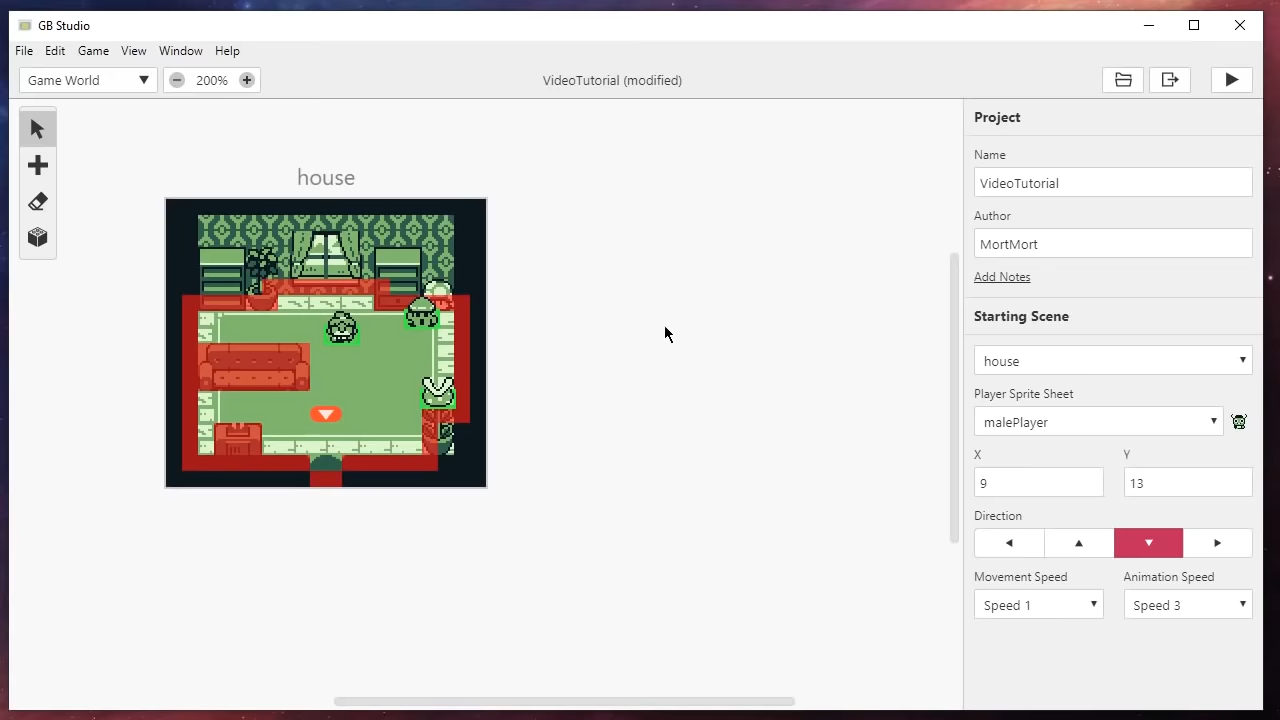 GB Studio
File Edit Game View Window Help
Game World 200% VideoTutorial (modified)
house
Project
Name
VideoTutorial
Author
MortMort
Add Notes
Starting Scene
house
Player Sprite Sheet
malePlayer
X Y
9 13
Direction
Movement Speed Animation Speed
Speed 1 Speed 3